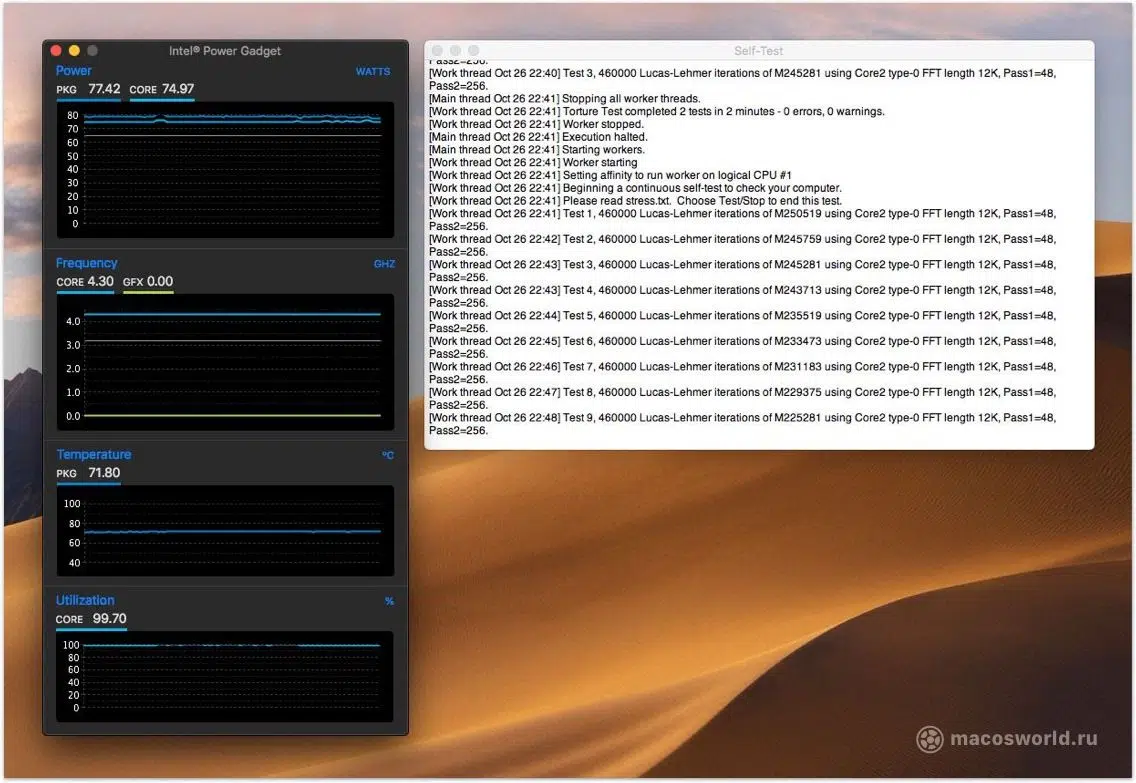 Intel® Power Gadget
Power
WATTS
PKG 77.42 CORE 74.97
80
70
60
50
40
30
20
10
0
Frequency
GHZ
CORE 4.30 GFX 0.00
4.0
3.0
2.0
1.0
0.0
Temperature
ºC
PKG 71.80
100
80
60
40
Utilization
%
CORE 99.70
100
80
60
40
20
0
Self-Test
Pass2=256.
[Work thread Oct 26 22:40] Test 3, 460000 Lucas-Lehmer iterations of M245281 using Core2 type-0 FFT length 12K, Pass1=48,
Pass2=256.
[Main thread Oct 26 22:41] Stopping all worker threads.
[Work thread Oct 26 22:41] Torture Test completed 2 tests in 2 minutes - 0 errors, 0 warnings.
[Work thread Oct 26 22:41] Worker stopped.
[Main thread Oct 26 22:41] Execution halted.
[Main thread Oct 26 22:41] Starting workers.
[Work thread Oct 26 22:41] Worker starting
[Work thread Oct 26 22:41] Setting affinity to run worker on logical CPU #1
[Work thread Oct 26 22:41] Beginning a continuous self-test to check your computer.
[Work thread Oct 26 22:41] Please read stress.txt.  Choose Test/Stop to end this test.
[Work thread Oct 26 22:41] Test 1, 460000 Lucas-Lehmer iterations of M250519 using Core2 type-0 FFT length 12K, Pass1=48,
Pass2=256.
[Work thread Oct 26 22:42] Test 2, 460000 Lucas-Lehmer iterations of M245759 using Core2 type-0 FFT length 12K, Pass1=48,
Pass2=256.
[Work thread Oct 26 22:43] Test 3, 460000 Lucas-Lehmer iterations of M245281 using Core2 type-0 FFT length 12K, Pass1=48,
Pass2=256.
[Work thread Oct 26 22:43] Test 4, 460000 Lucas-Lehmer iterations of M243713 using Core2 type-0 FFT length 12K, Pass1=48,
Pass2=256.
[Work thread Oct 26 22:44] Test 5, 460000 Lucas-Lehmer iterations of M235519 using Core2 type-0 FFT length 12K, Pass1=48,
Pass2=256.
[Work thread Oct 26 22:45] Test 6, 460000 Lucas-Lehmer iterations of M233473 using Core2 type-0 FFT length 12K, Pass1=48,
Pass2=256.
[Work thread Oct 26 22:46] Test 7, 460000 Lucas-Lehmer iterations of M231183 using Core2 type-0 FFT length 12K, Pass1=48,
Pass2=256.
[Work thread Oct 26 22:47] Test 8, 460000 Lucas-Lehmer iterations of M229375 using Core2 type-0 FFT length 12K, Pass1=48,
Pass2=256.
[Work thread Oct 26 22:48] Test 9, 460000 Lucas-Lehmer iterations of M225281 using Core2 type-0 FFT length 12K, Pass1=48,
Pass2=256.
macosworld.ru